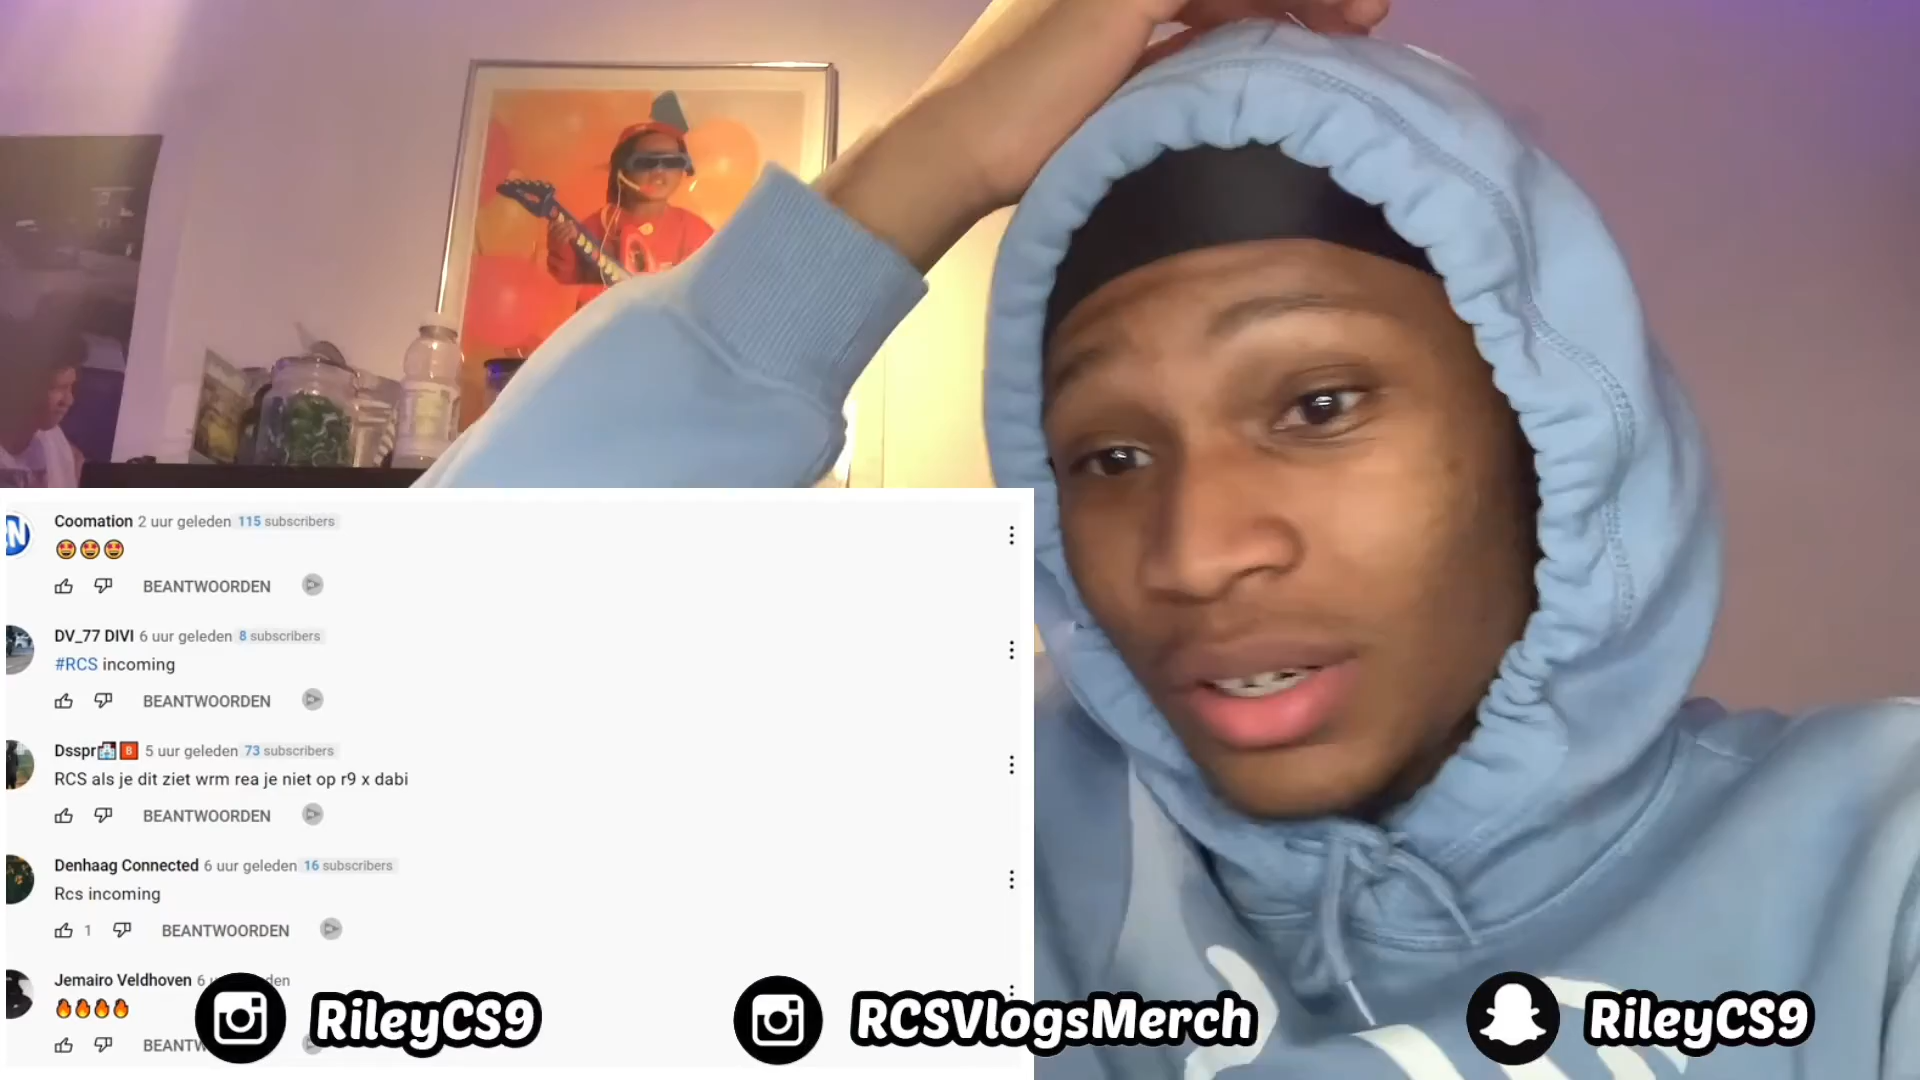 Coomation 2 uur geleden 115 subscribers
🤩🤩🤩
BEANTWOORDEN
DV_77 DIVI 6 uur geleden 8 subscribers
#RCS incoming
BEANTWOORDEN
Dsspr🏥8 5 uur geleden 73 subscribers
RCS als je dit ziet wrm rea je niet op r9 x dabi
BEANTWOORDEN
Denhaag Connected 6 uur geleden 16 subscribers
Rcs incoming
1 BEANTWOORDEN
Jemairo Veldhoven 6
🔥🔥🔥🔥
RileyCS9
RCSVlogsMerch
RileyCS9